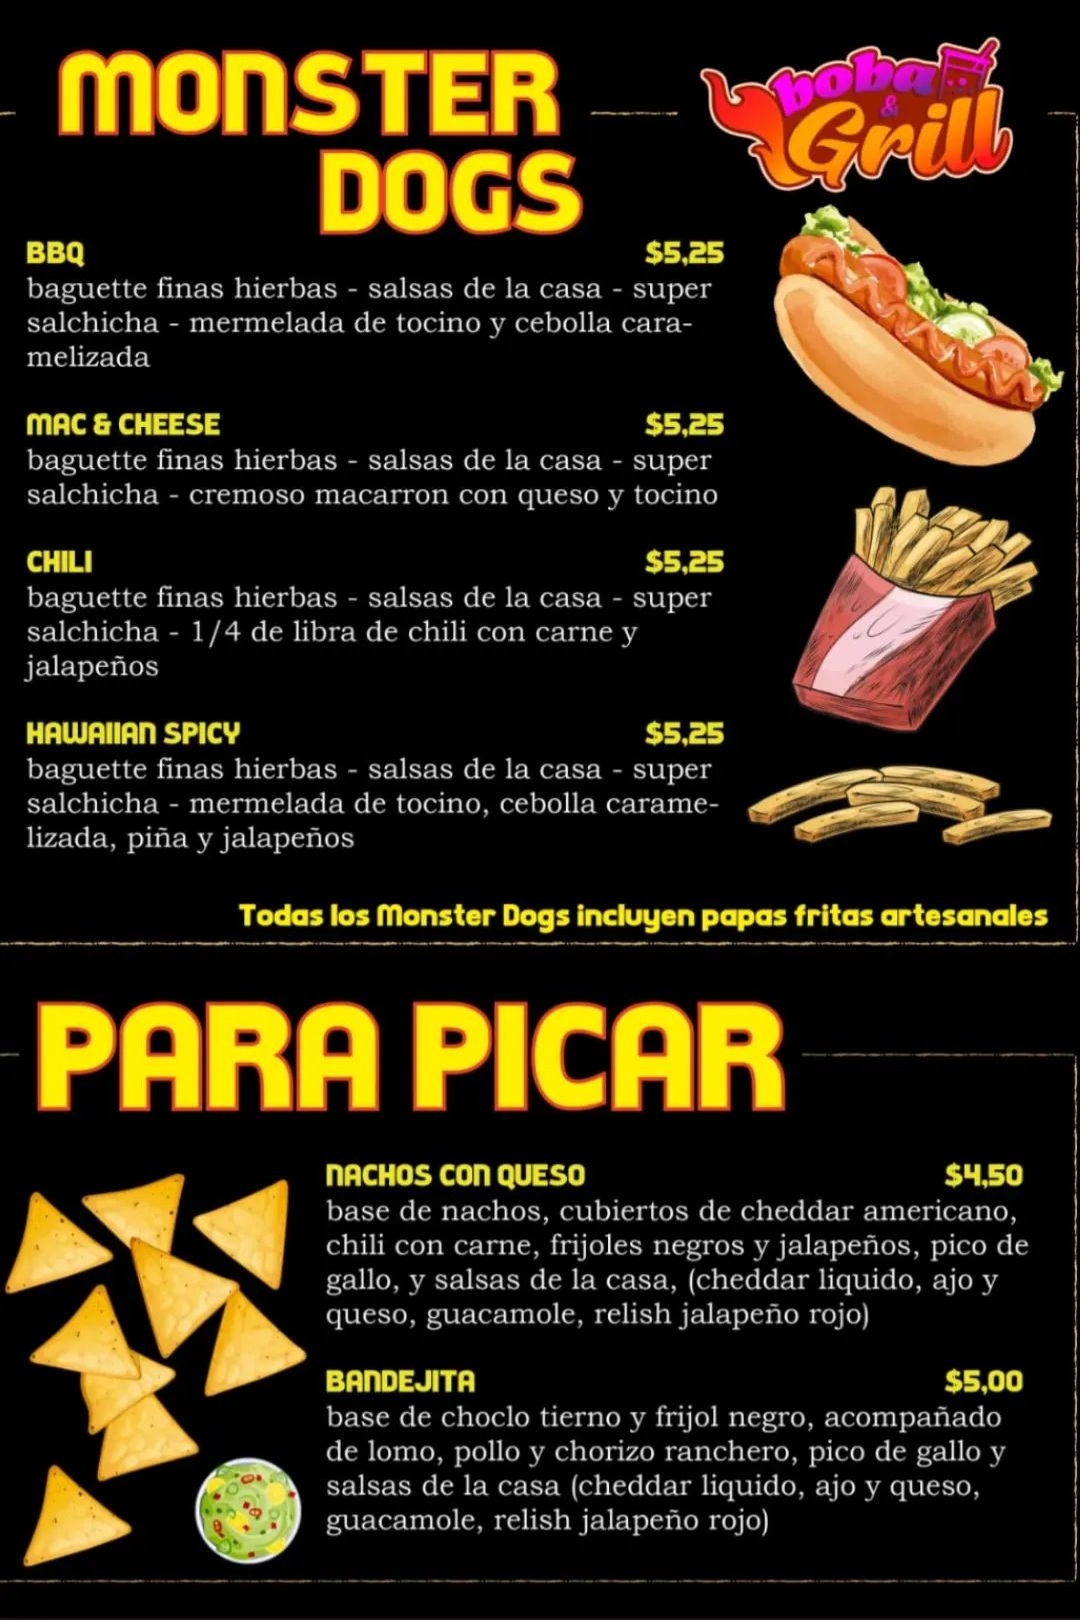 MONSTER
DOGS
boba
&
Grill
BBQ $5,25
baguette finas hierbas - salsas de la casa - super
salchicha - mermelada de tocino y cebolla cara-
melizada
MAC & CHEESE $5,25
baguette finas hierbas - salsas de la casa - super
salchicha - cremoso macarron con queso y tocino
CHILI $5,25
baguette finas hierbas - salsas de la casa - super
salchicha - 1/4 de libra de chili con carne y
jalapeños
HAWAIIAN SPICY $5,25
baguette finas hierbas - salsas de la casa - super
salchicha - mermelada de tocino, cebolla carame-
lizada, piña y jalapeños
Todas los Monster Dogs incluyen papas fritas artesanales
PARA PICAR
NACHOS CON QUESO $4,50
base de nachos, cubiertos de cheddar americano,
chili con carne, frijoles negros y jalapeños, pico de
gallo, y salsas de la casa, (cheddar liquido, ajo y
queso, guacamole, relish jalapeño rojo)
BANDEJITA $5,00
base de choclo tierno y frijol negro, acompañado
de lomo, pollo y chorizo ranchero, pico de gallo y
salsas de la casa (cheddar liquido, ajo y queso,
guacamole, relish jalapeño rojo)